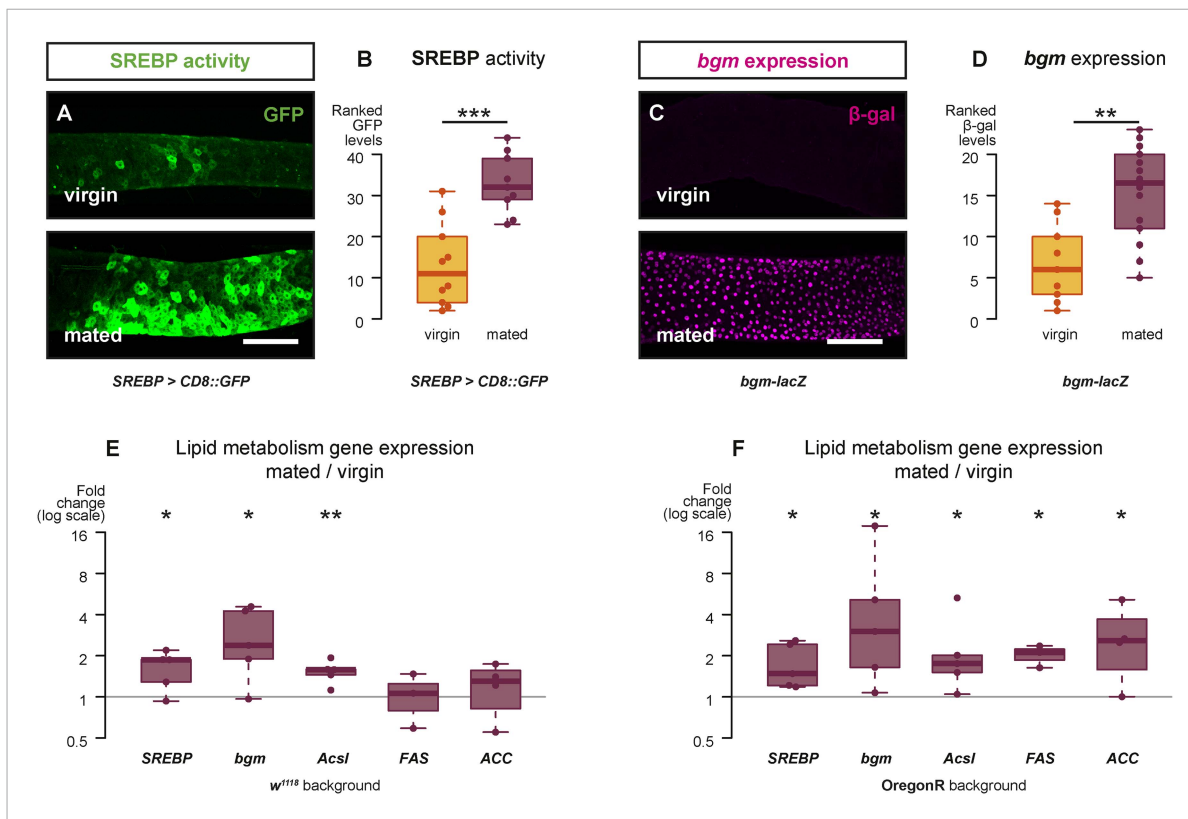 SREBP activity
A
GFP
virgin
mated
SREBP > CD8::GFP
B
SREBP activity
Ranked
GFP
levels
***
40
30
20
10
0
virgin mated
SREBP > CD8::GFP
bgm expression
C
β-gal
virgin
mated
bgm-lacZ
D
bgm expression
Ranked
β-gal
levels
**
20
15
10
5
0
virgin mated
bgm-lacZ
E
Lipid metabolism gene expression
mated / virgin
Fold
change
(log scale)
* * **
16
8
4
2
1
0.5
SREBP bgm Acsl FAS ACC
w1118 background
F
Lipid metabolism gene expression
mated / virgin
Fold
change
(log scale)
* * * * *
16
8
4
2
1
0.5
SREBP bgm Acsl FAS ACC
OregonR background